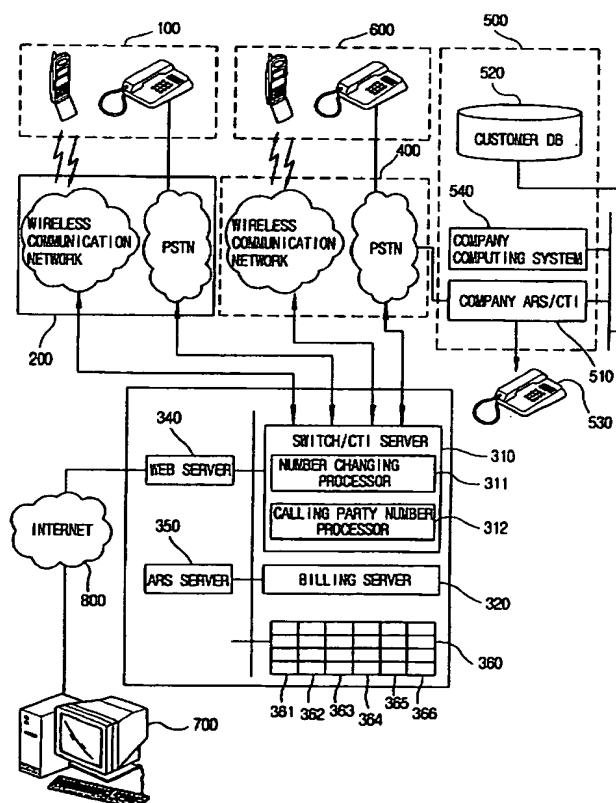 100
600
500
520
CUSTOMER DB
400
540
WIRELESS
COMMUNICATION
NETWORK
PSTN
WIRELESS
COMMUNICATION
NETWORK
PSTN
COMPANY
COMPUTING SYSTEM
COMPANY ARS/CTI
200
510
530
340
SWITCH/CTI SERVER
310
WEB SERVER
NUMBER CHANGING
PROCESSOR
311
INTERNET
350
CALLING PARTY NUMBER
PROCESSOR
312
800
ARS SERVER
BILLING SERVER
320
360
361 362 363 364 365 366
700